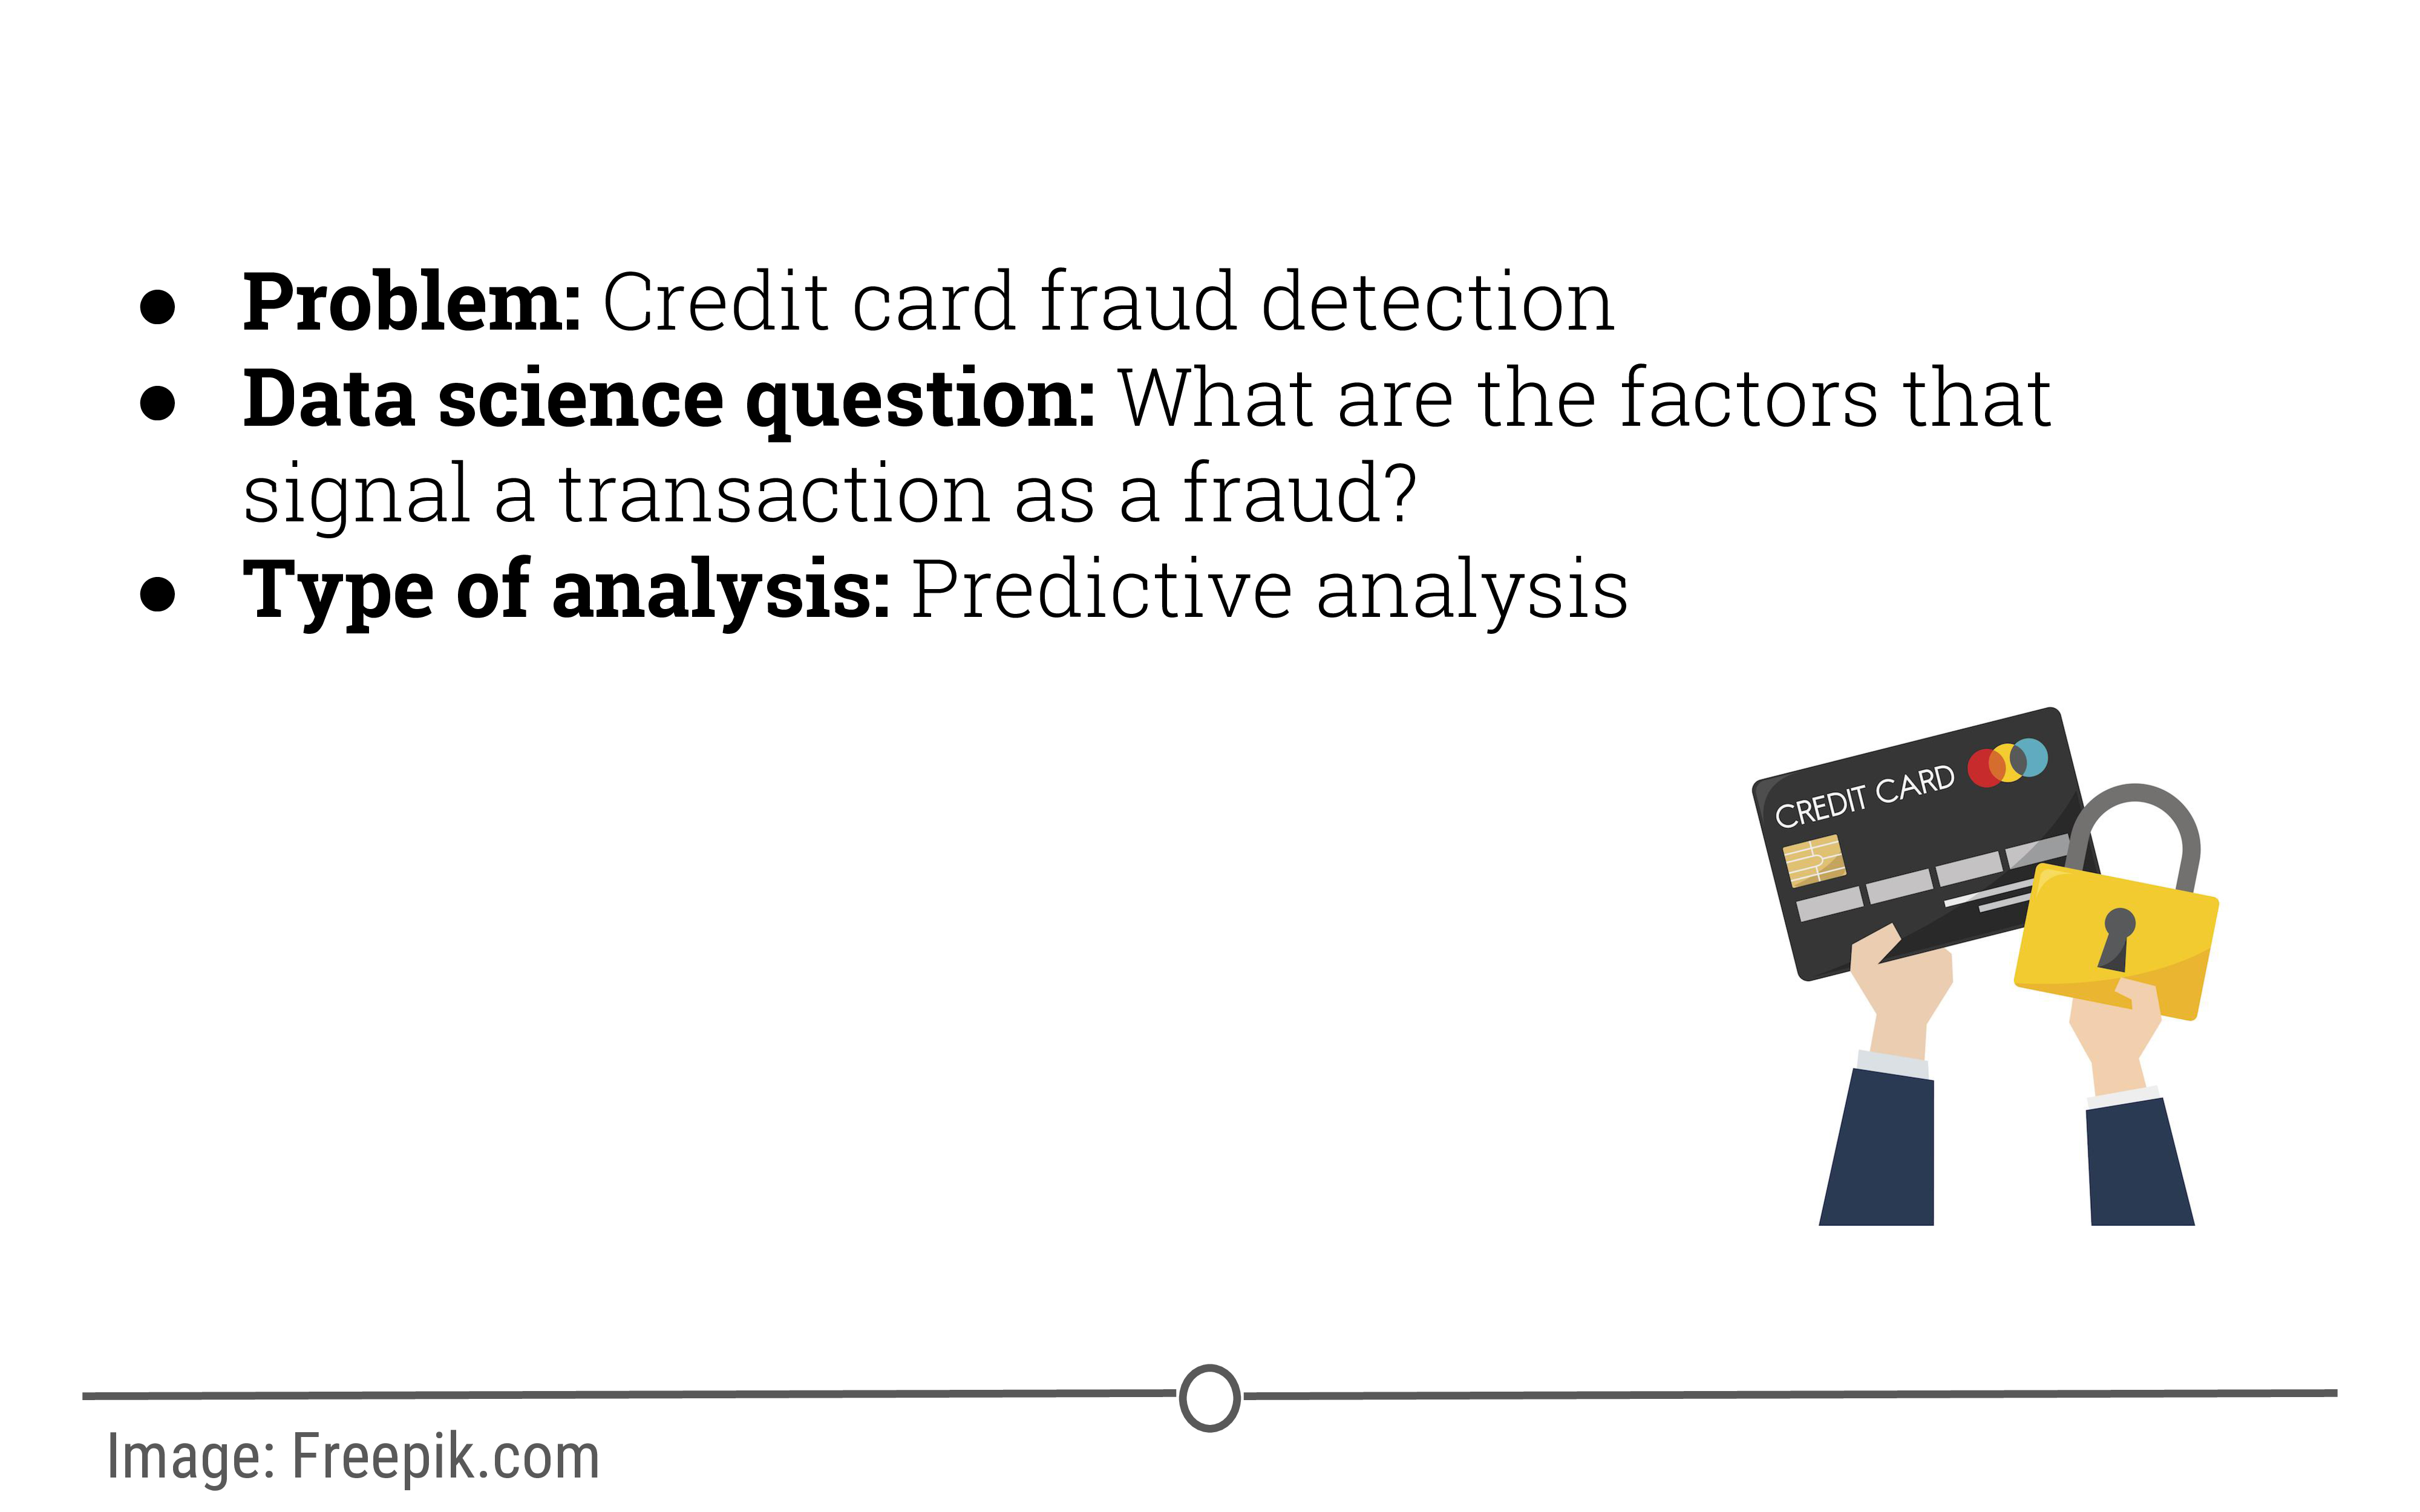 ● Problem: Credit card fraud detection
● Data science question: What are the factors that
signal a transaction as a fraud?
● Type of analysis: Predictive analysis
CREDIT CARD
Image: Freepik.com